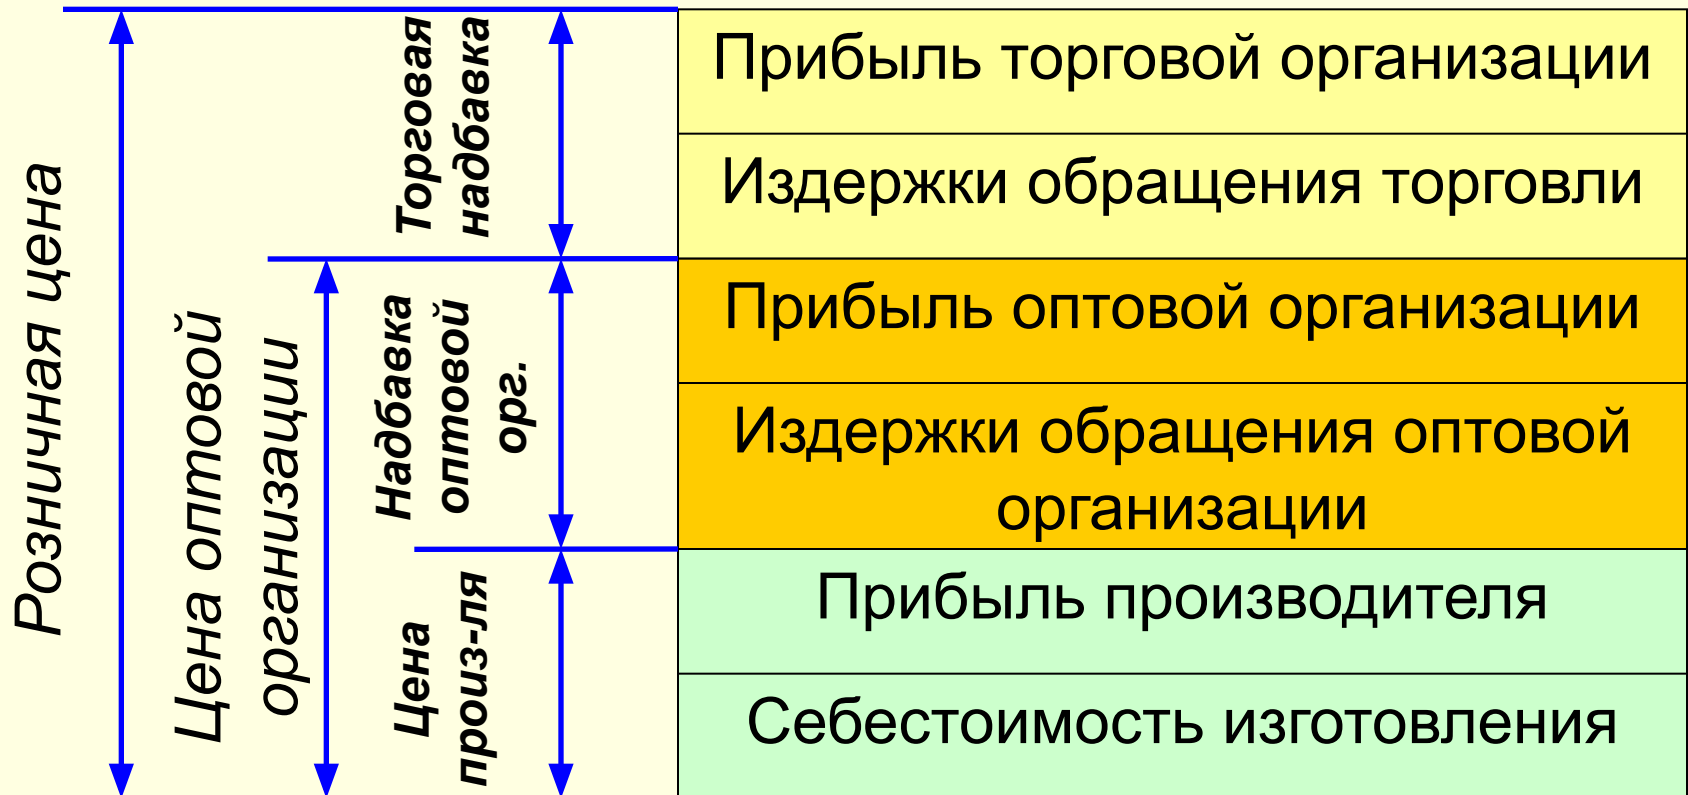 Розничная цена
Цена оптовой
организации
Торговая
надбавка
Надбавка
оптовой
орг.
Цена
произ-ля
Прибыль торговой организации
Издержки обращения торговли
Прибыль оптовой организации
Издержки обращения оптовой
организации
Прибыль производителя
Себестоимость изготовления